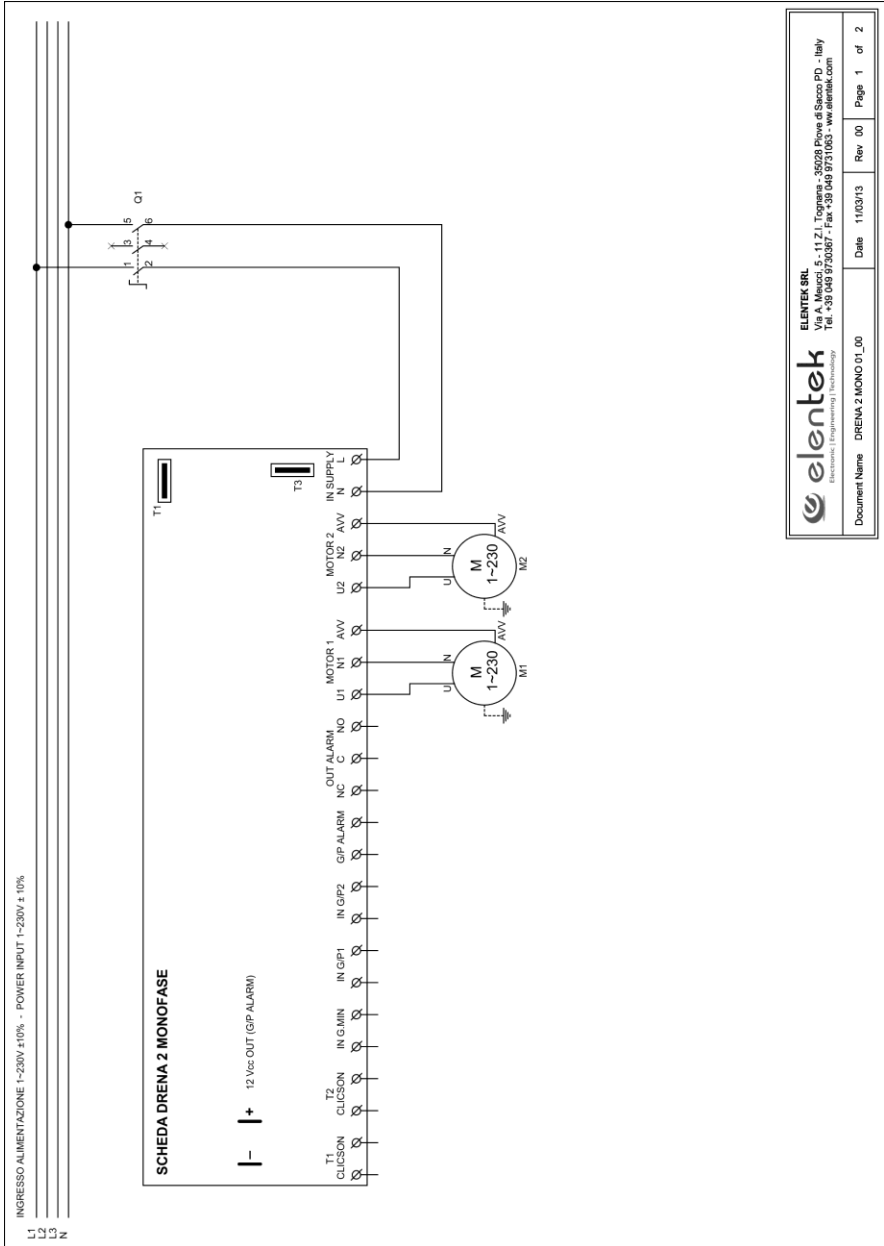 INGRESSO ALIMENTAZIONE 1~230V ±10% - POWER INPUT 1~230V ± 10%
L1
L2
L3
N
Q1
1 3 5
2 4 6
SCHEDA DRENA 2 MONOFASE
T1
T3
– + 12 Vcc OUT (G/P ALARM)
T1 CLICSON
T2 CLICSON
IN G.MIN
IN G/P1
IN G/P2
G/P ALARM
OUT ALARM
NC C NO
MOTOR 1
U1 N1 AVV
MOTOR 2
U2 N2 AVV
IN SUPPLY
N L
U N
M
1~230
AVV
M1
U N
M
1~230
AVV
M2
elentek
Electronic | Engineering | Technology
ELENTEK SRL
Via A. Meucci, 5 - 11 Z.I. Tognana - 35028 Piove di Sacco PD - Italy
Tel. +39 049 9730367 - Fax +39 049 9731063 - ww.elentek.com
Document Name DRENA 2 MONO 01_00
Date 11/03/13
Rev 00
Page 1 of 2